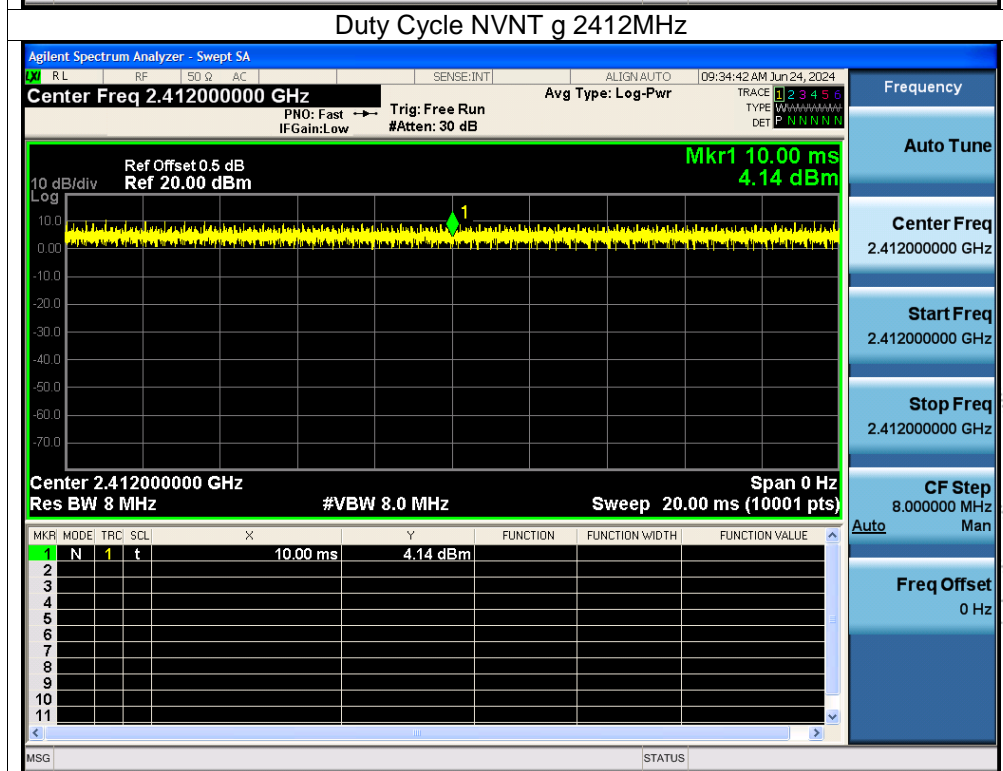 Duty Cycle NVNT g 2412MHz
Agilent Spectrum Analyzer - Swept SA
LXI RL RF 50 Ω AC SENSE:INT ALIGN AUTO 09:34:42 AM Jun 24, 2024
Center Freq 2.412000000 GHz
Avg Type: Log-Pwr
TRACE 1 2 3 4 5 6
PNO: Fast Trig: Free Run
TYPE WWWWWW
IFGain:Low #Atten: 30 dB
DET P N N N N N
Mkr1 10.00 ms
4.14 dBm
Ref Offset 0.5 dB
10 dB/div Ref 20.00 dBm
Log
10.0
0.00
-10.0
-20.0
-30.0
-40.0
-50.0
-60.0
-70.0
1
Center 2.412000000 GHz Span 0 Hz
Res BW 8 MHz #VBW 8.0 MHz Sweep 20.00 ms (10001 pts)
MKR MODE TRC SCL X Y FUNCTION FUNCTION WIDTH FUNCTION VALUE
1 N 1 t 10.00 ms 4.14 dBm
2
3
4
5
6
7
8
9
10
11
MSG STATUS
Frequency
Auto Tune
Center Freq
2.412000000 GHz
Start Freq
2.412000000 GHz
Stop Freq
2.412000000 GHz
CF Step
8.000000 MHz
Auto Man
Freq Offset
0 Hz